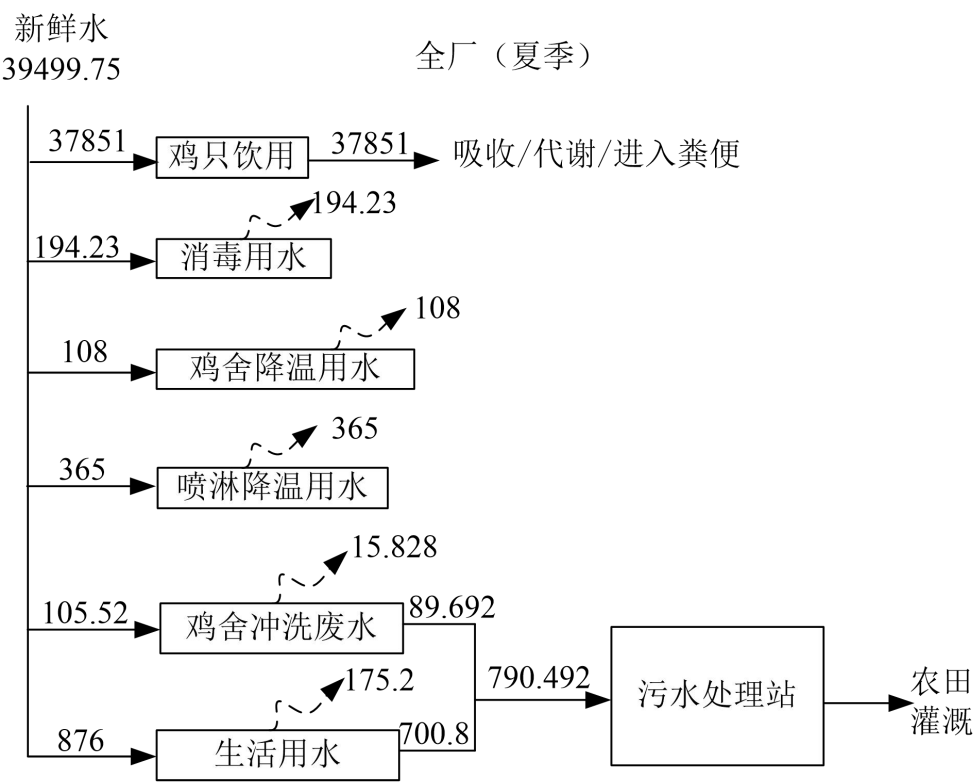 新鲜水
39499.75
全厂（夏季）
37851
鸡只饮用
37851
吸收/代谢/进入粪便
194.23
194.23
消毒用水
108
108
鸡舍降温用水
365
365
喷淋降温用水
15.828
105.52
鸡舍冲洗废水
89.692
175.2
876
生活用水
700.8
790.492
污水处理站
农田
灌溉